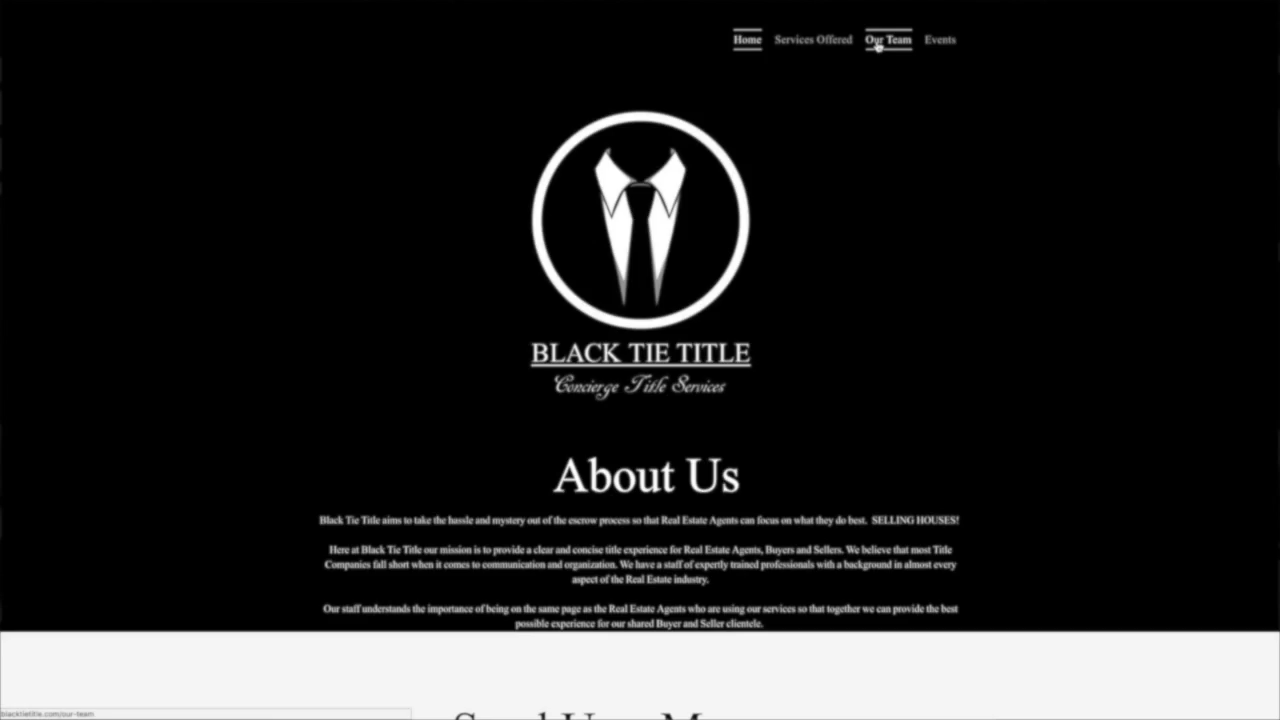 Home Services Offered Our Team Events
BLACK TIE TITLE
Concierge Title Services
About Us
Black Tie Title aims to take the hassle and mystery out of the escrow process so that Real Estate Agents can focus on what they do best. SELLING HOUSES!
Here at Black Tie Title our mission is to provide a clear and concise title experience for Real Estate Agents, Buyers and Sellers. We believe that most Title
Companies fall short when it comes to communication and organization. We have a staff of expertly trained professionals with a background in almost every
aspect of the Real Estate industry.
Our staff understands the importance of being on the same page as the Real Estate Agents who are using our services so that together we can provide the best
possible experience for our shared Buyer and Seller clientele.
blacktietitle.com/our-team